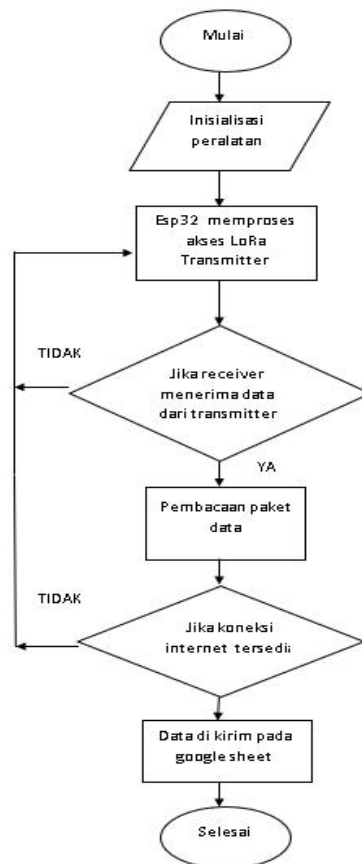 Mulai
Inisialisasi
peralatan
Esp32 memproses
akses LoRa
Transmitter
TIDAK
Jika receiver
menerima data
dari transmitter
YA
Pembacaan paket
data
TIDAK
Jika koneksi
internet tersedi
Data di kirim pada
google sheet
Selesai